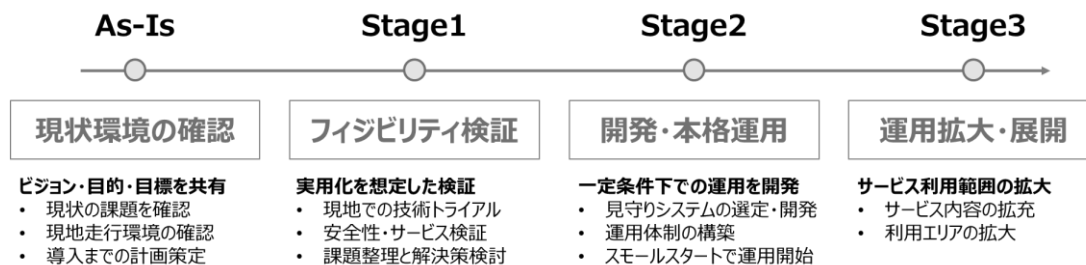 As-Is
Stage1
Stage2
Stage3
現状環境の確認
フィジビリティ検証
開発・本格運用
運用拡大・展開
ビジョン・目的・目標を共有
• 現状の課題を確認
• 現地走行環境の確認
• 導入までの計画策定
実用化を想定した検証
• 現地での技術トライアル
• 安全性・サービス検証
• 課題整理と解決策検討
一定条件下での運用を開発
• 見守りシステムの選定・開発
• 運用体制の構築
• スモールスタートで運用開始
サービス利用範囲の拡大
• サービス内容の拡充
• 利用エリアの拡大